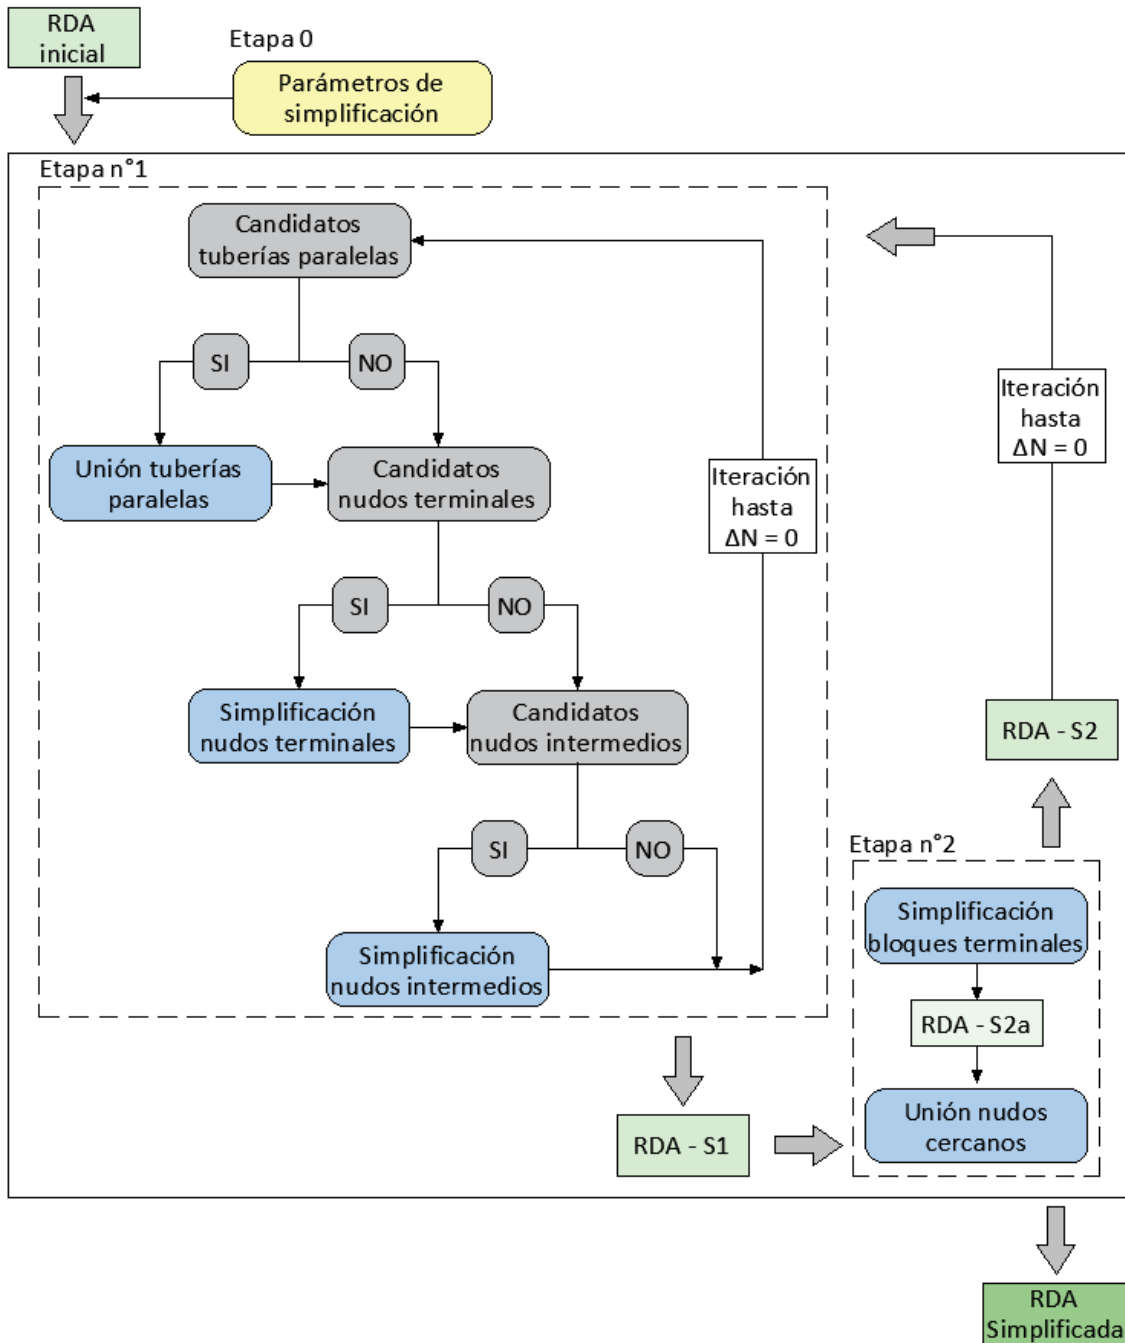 RDA
inicial
Etapa 0
Parámetros de
simplificación
Etapa n°1
Candidatos
tuberías paralelas
SI
NO
Unión tuberías
paralelas
Candidatos
nudos terminales
Iteración
hasta
ΔN = 0
SI
NO
Simplificación
nudos terminales
Candidatos
nudos intermedios
SI
NO
Simplificación
nudos intermedios
Iteración
hasta
ΔN = 0
RDA - S2
Etapa n°2
Simplificación
bloques terminales
RDA - S2a
Unión nudos
cercanos
RDA - S1
RDA
Simplificada